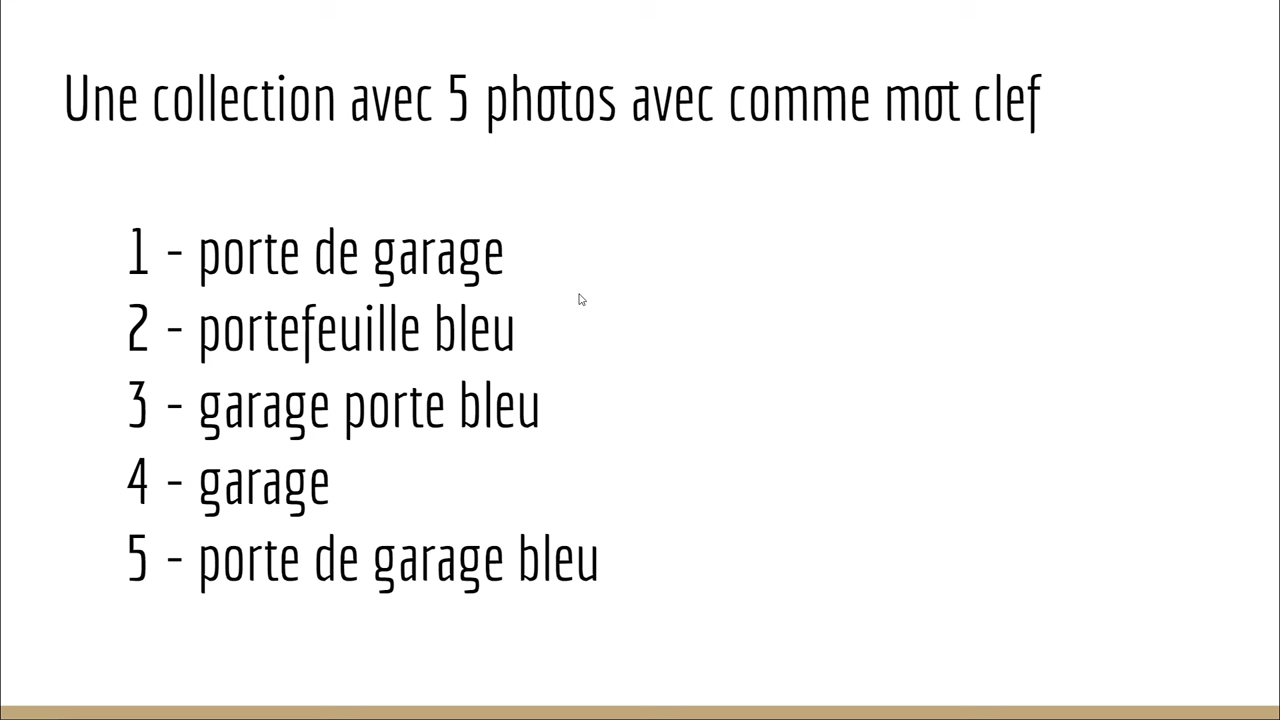 Une collection avec 5 photos avec comme mot clef
1 - porte de garage
2 - portefeuille bleu
3 - garage porte bleu
4 - garage
5 - porte de garage bleu